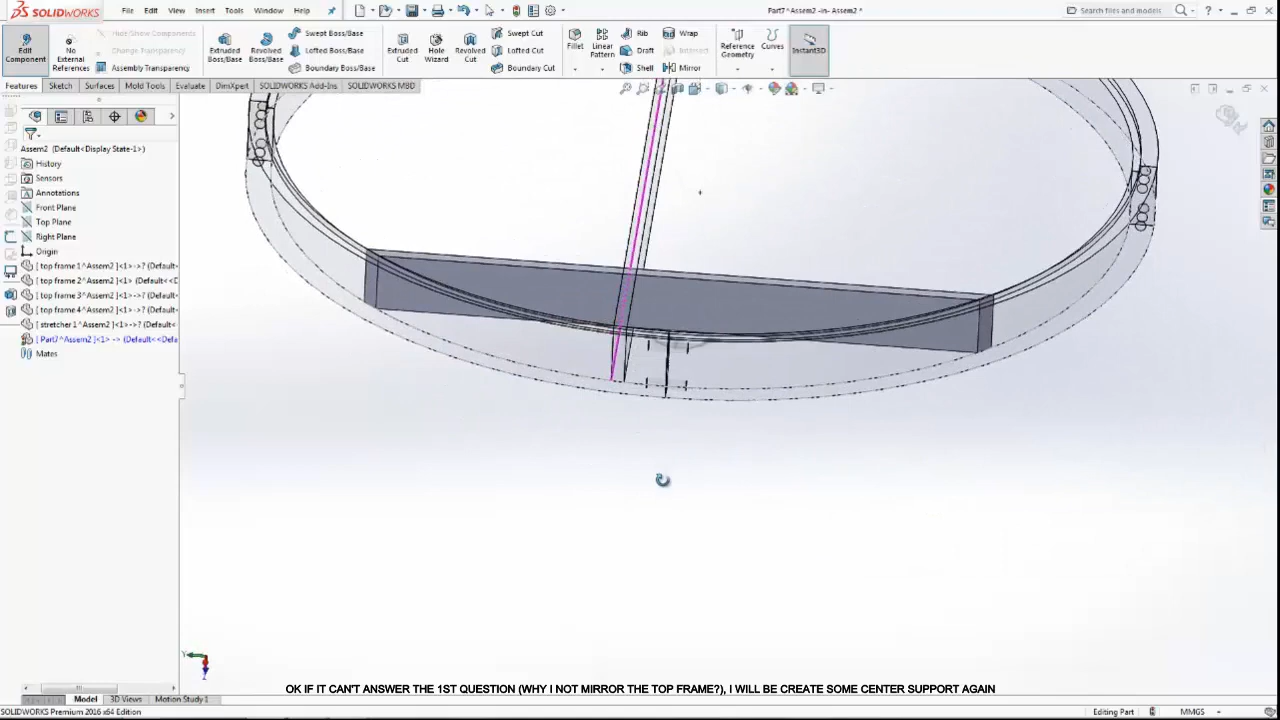 SOLIDWORKS File Edit View Insert Tools Window Help Part7^Assem2 -in- Assem2 * Search files and models
Edit Component No External References Hide/Show Components Change Transparency Assembly Transparency Extruded Boss/Base Revolved Boss/Base Swept Boss/Base Lofted Boss/Base Boundary Boss/Base Extruded Cut Hole Wizard Revolved Cut Swept Cut Lofted Cut Boundary Cut Fillet Linear Pattern Rib Draft Shell Wrap Intersect Mirror Reference Geometry Curves Instant3D
Features Sketch Surfaces Mold Tools Evaluate DimXpert SOLIDWORKS Add-Ins SOLIDWORKS MBD
Assem2 (Default<Display State-1>)
History
Sensors
Annotations
Front Plane
Top Plane
Right Plane
Origin
[ top frame 1^Assem2 ]<1>->? (Default-
[ top frame 2^Assem2 ]<1> (Default<<D
[ top frame 3^Assem2 ]<1>->? (Default-
[ top frame 4^Assem2 ]<1>->? (Default-
[ stretcher 1^Assem2 ]<1>->? (Default<
[ Part7^Assem2 ]<1> -> (Default<<Defa
Mates
Model 3D Views Motion Study 1
OK IF IT CAN'T ANSWER THE 1ST QUESTION (WHY I NOT MIRROR THE TOP FRAME?), I WILL BE CREATE SOME CENTER SUPPORT AGAIN
SOLIDWORKS Premium 2016 x64 Edition Editing Part MMGS